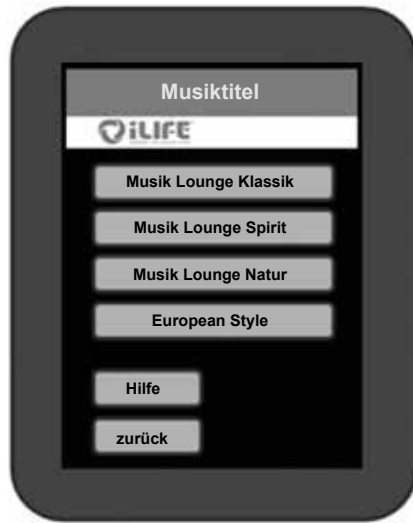 Musiktitel
iLIFE
Musik Lounge Klassik
Musik Lounge Spirit
Musik Lounge Natur
European Style
Hilfe
zurück